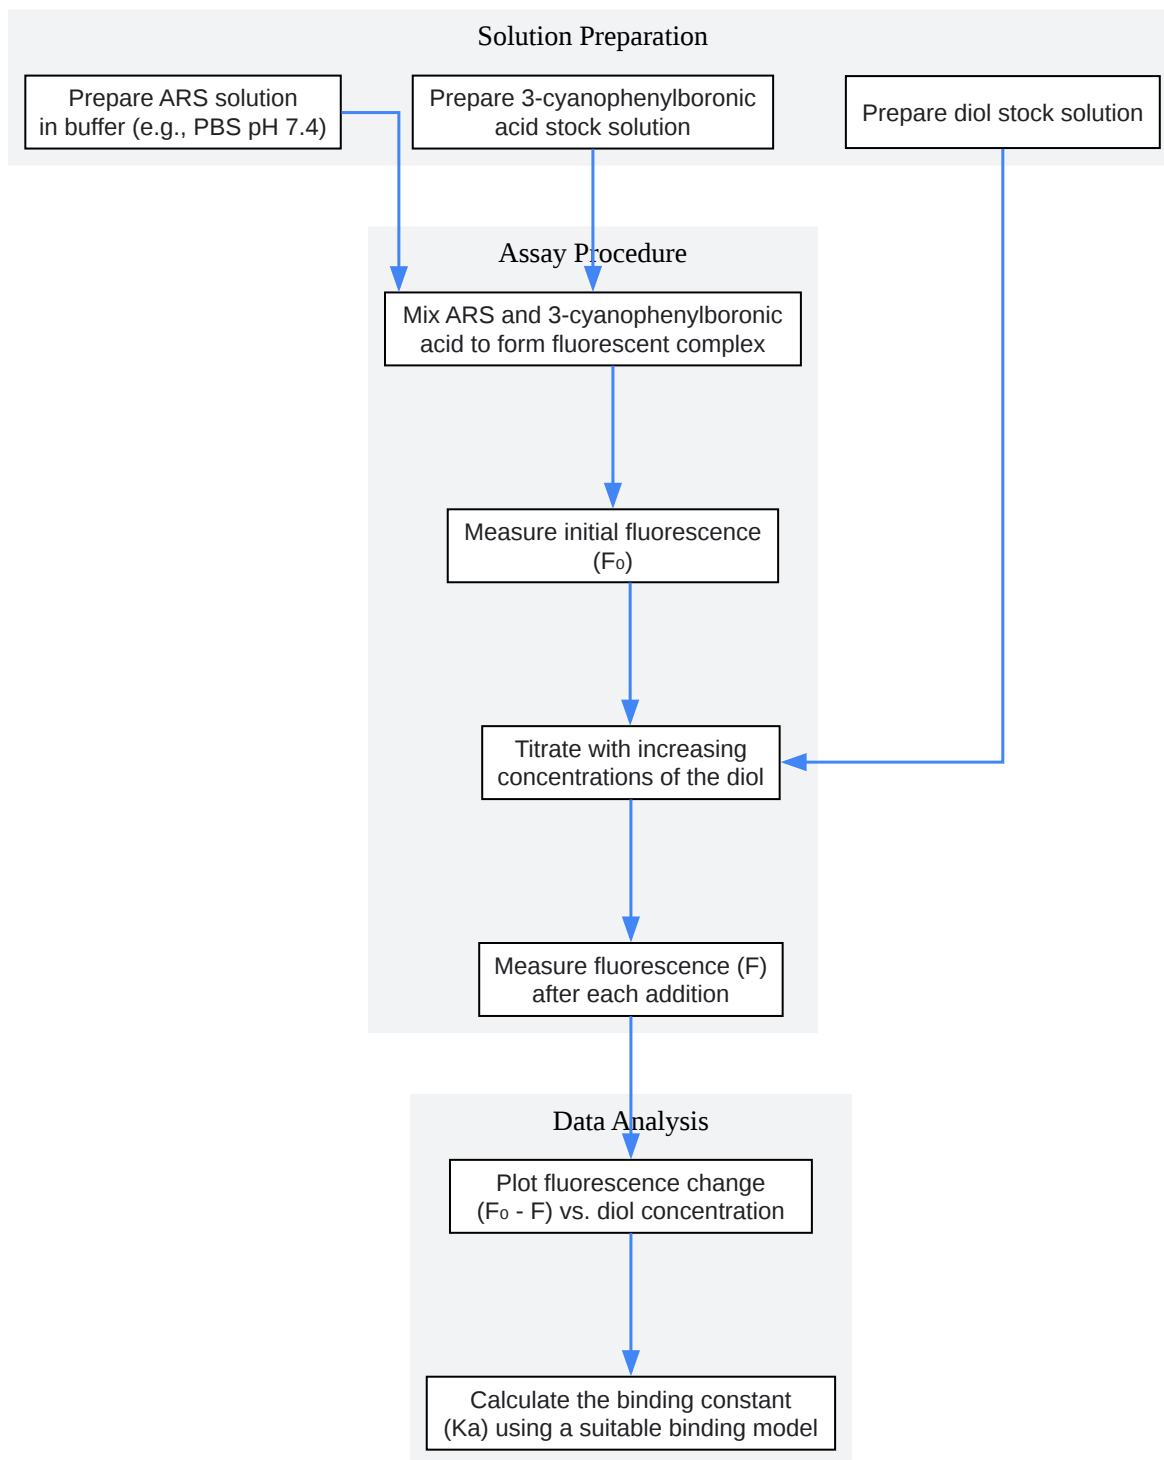 Solution Preparation
Prepare ARS solution
in buffer (e.g., PBS pH 7.4)
Prepare 3-cyanophenylboronic
acid stock solution
Prepare diol stock solution
Assay Procedure
Mix ARS and 3-cyanophenylboronic
acid to form fluorescent complex
Measure initial fluorescence
(F₀)
Titrate with increasing
concentrations of the diol
Measure fluorescence (F)
after each addition
Data Analysis
Plot fluorescence change
(F₀ - F) vs. diol concentration
Calculate the binding constant
(Ka) using a suitable binding model